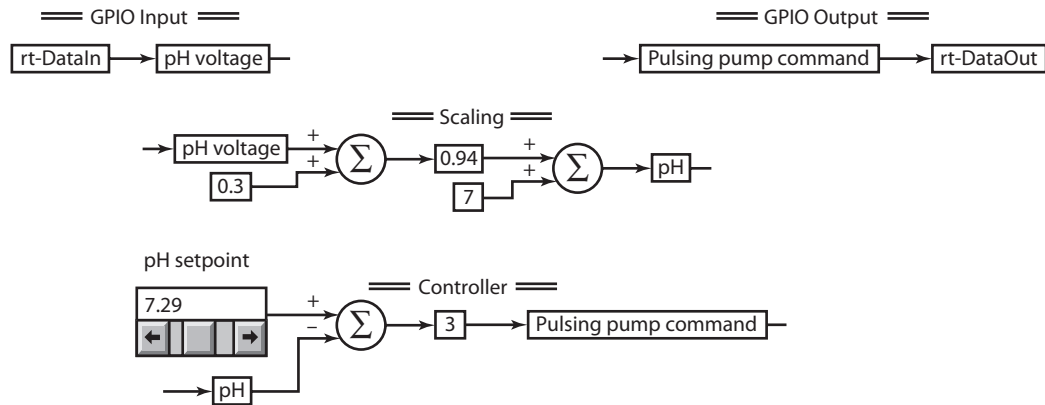 GPIO Input
GPIO Output
rt-DataIn
pH voltage
Pulsing pump command
rt-DataOut
Scaling
pH voltage
+
+
Σ
0.94
+
+
Σ
pH
0.3
7
pH setpoint
Controller
7.29
+
−
Σ
3
Pulsing pump command
pH